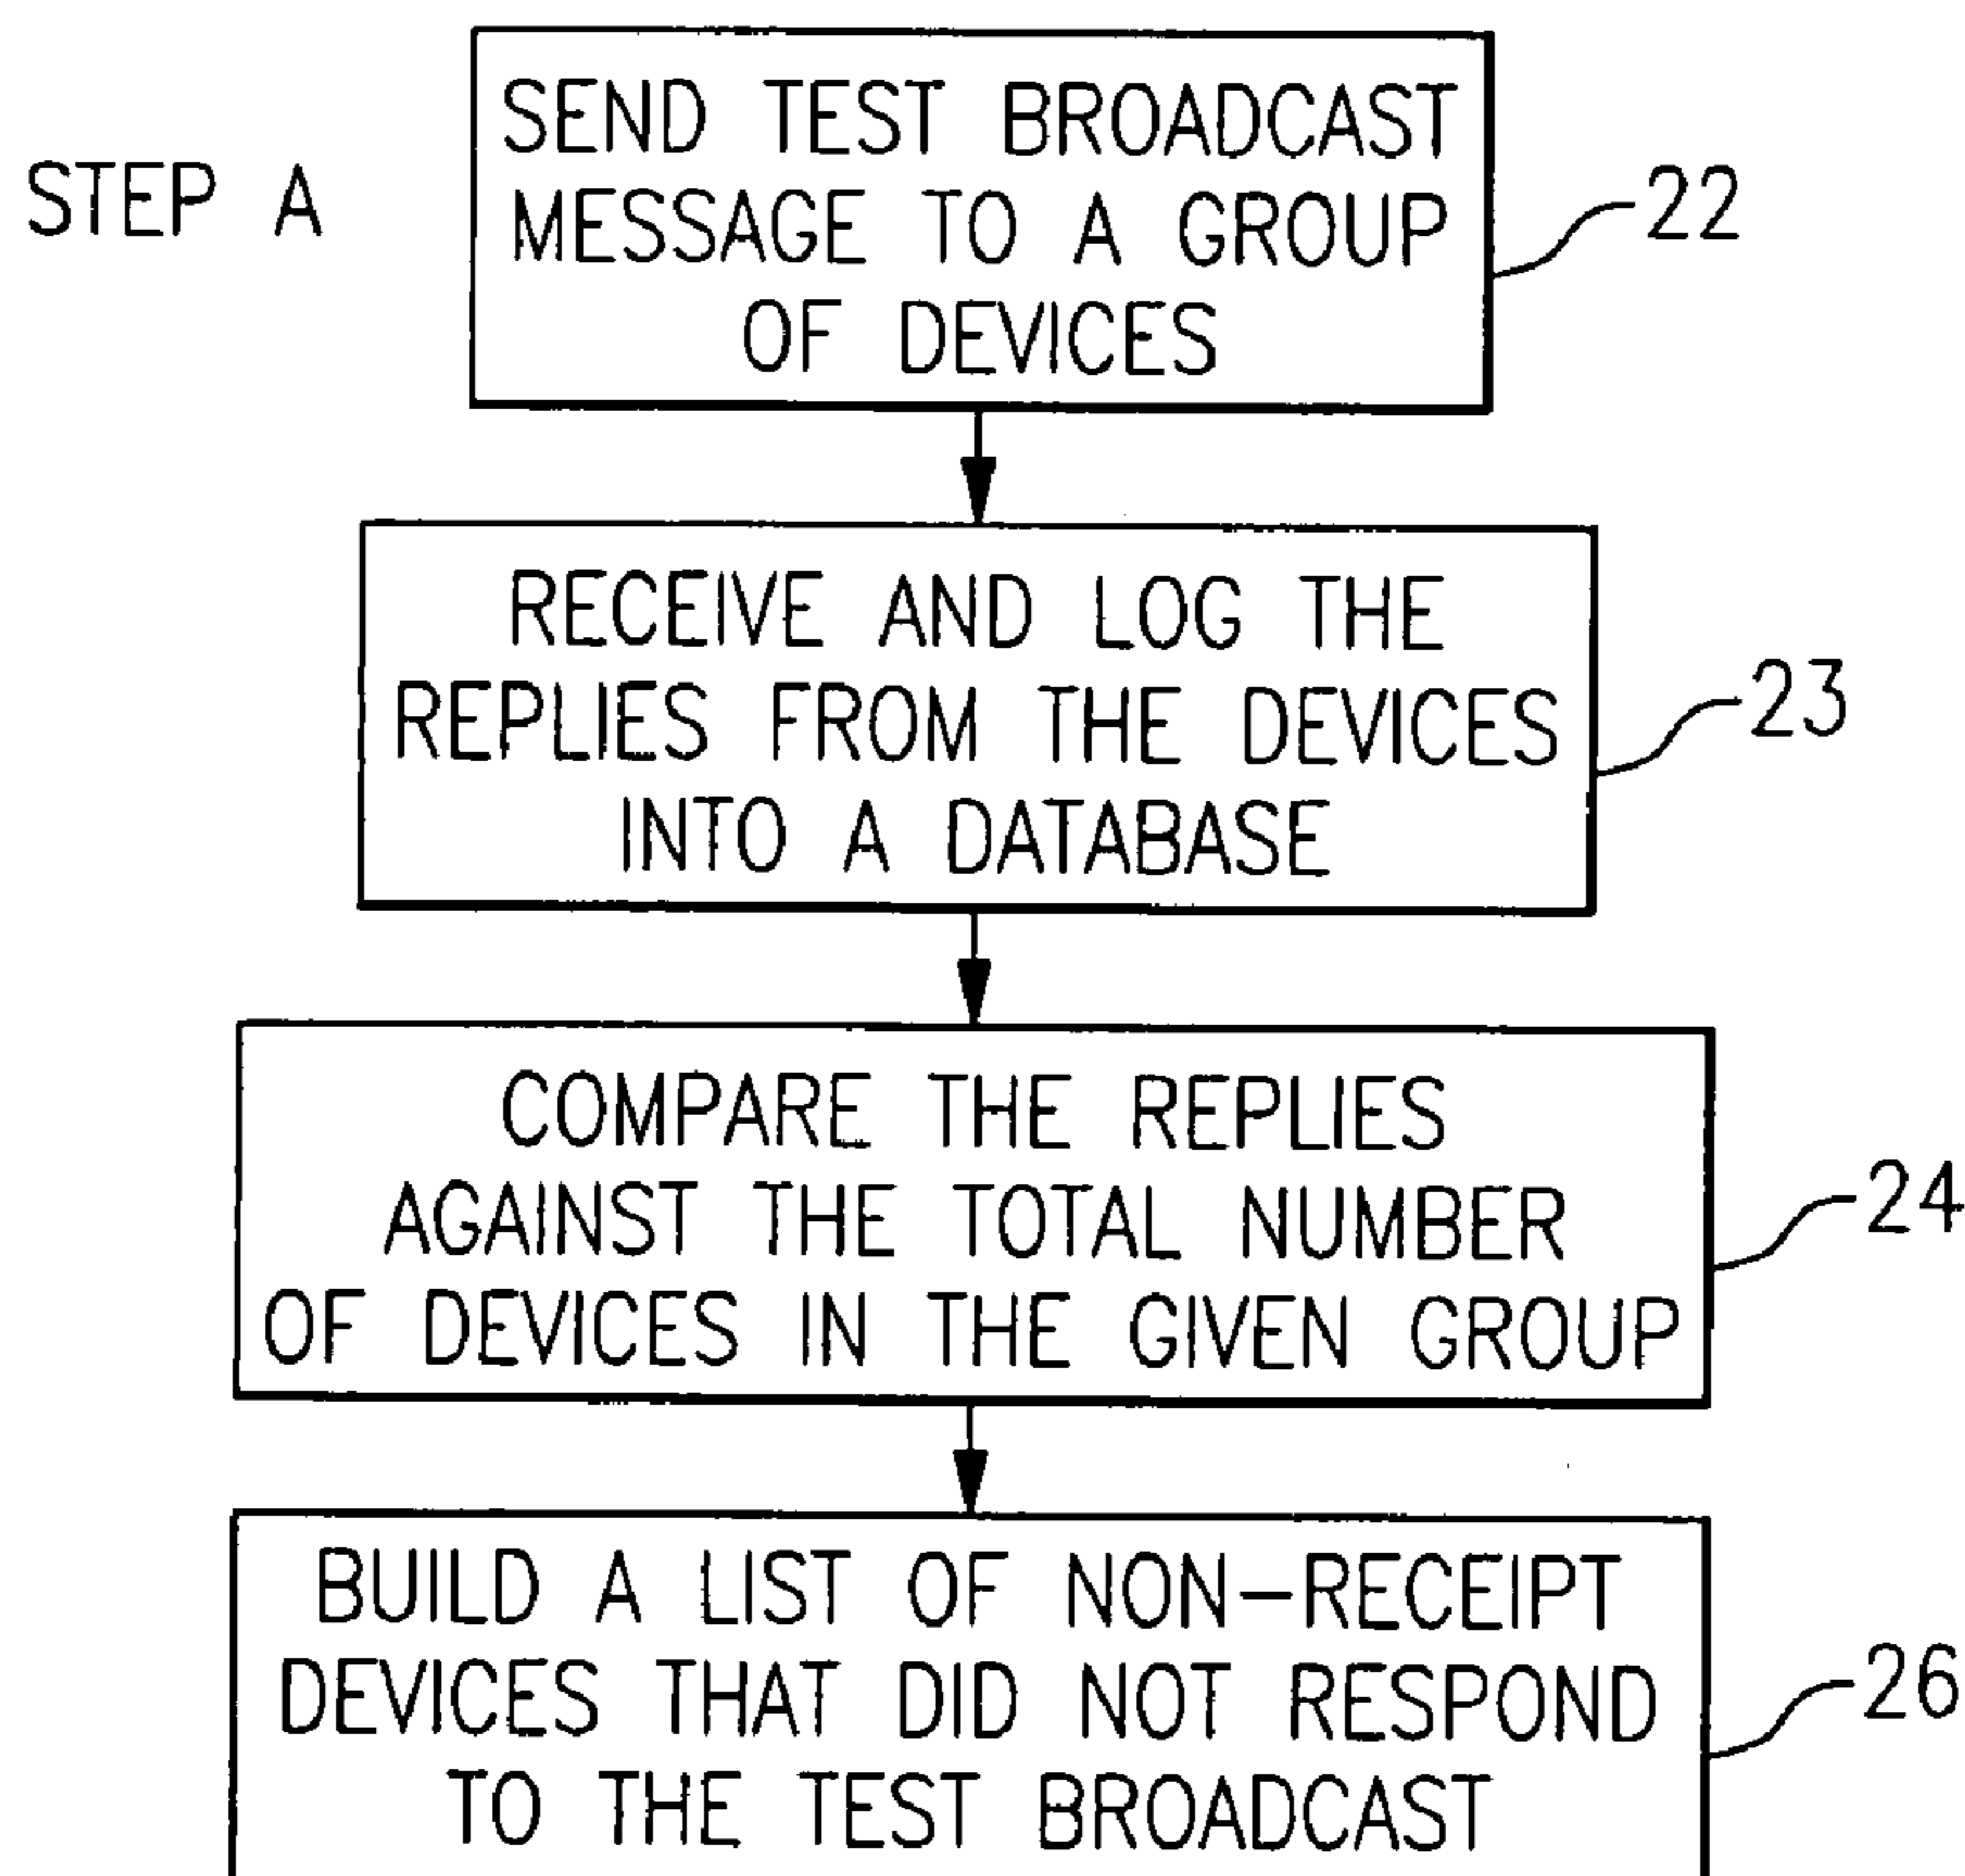 STEP A
SEND TEST BROADCAST
MESSAGE TO A GROUP
OF DEVICES
22
RECEIVE AND LOG THE
REPLIES FROM THE DEVICES
INTO A DATABASE
23
COMPARE THE REPLIES
AGAINST THE TOTAL NUMBER
OF DEVICES IN THE GIVEN GROUP
24
BUILD A LIST OF NON-RECEIPT
DEVICES THAT DID NOT RESPOND
TO THE TEST BROADCAST
26